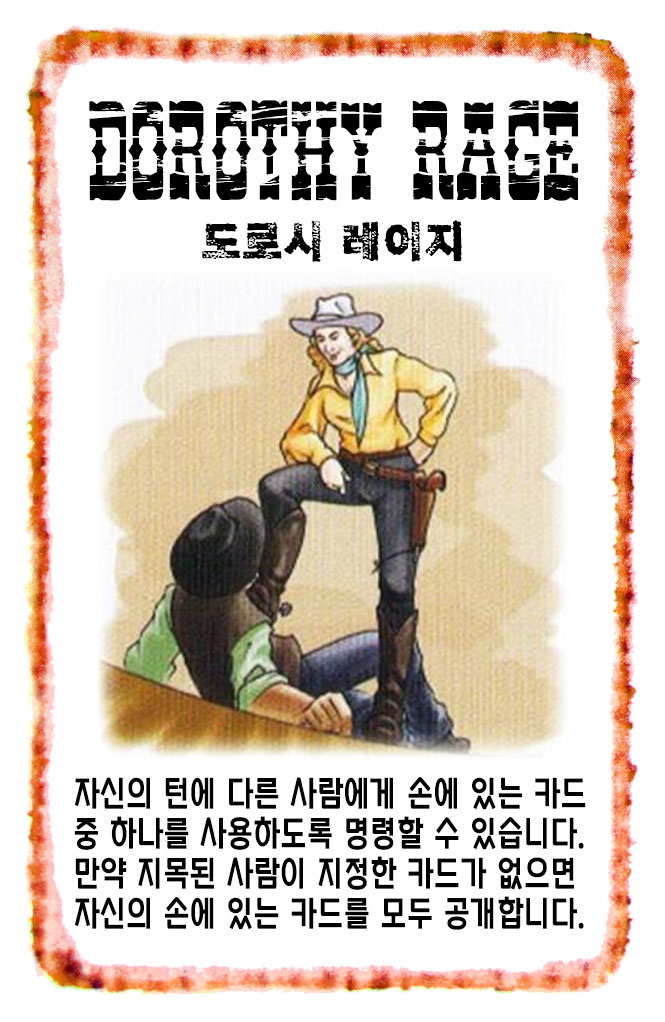 DOROTHY RAGE
도로시 레이지
자신의 턴에 다른 사람에게 손에 있는 카드
중 하나를 사용하도록 명령할 수 있습니다.
만약 지목된 사람이 지정한 카드가 없으면
자신의 손에 있는 카드를 모두 공개합니다.